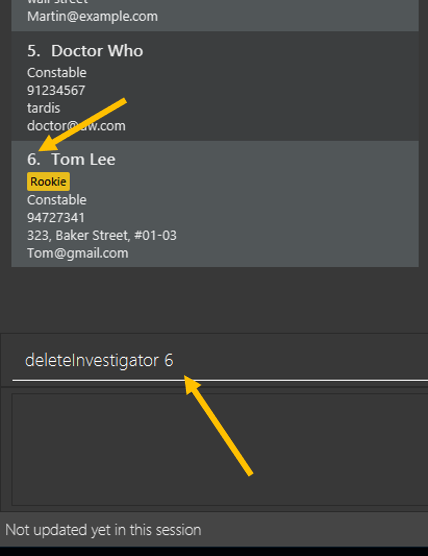 wall street
Martin@example.com
5. Doctor Who
Constable
91234567
tardis
doctor@dw.com
6. Tom Lee
Rookie
Constable
94727341
323, Baker Street, #01-03
Tom@gmail.com
deleteInvestigator 6
Not updated yet in this session